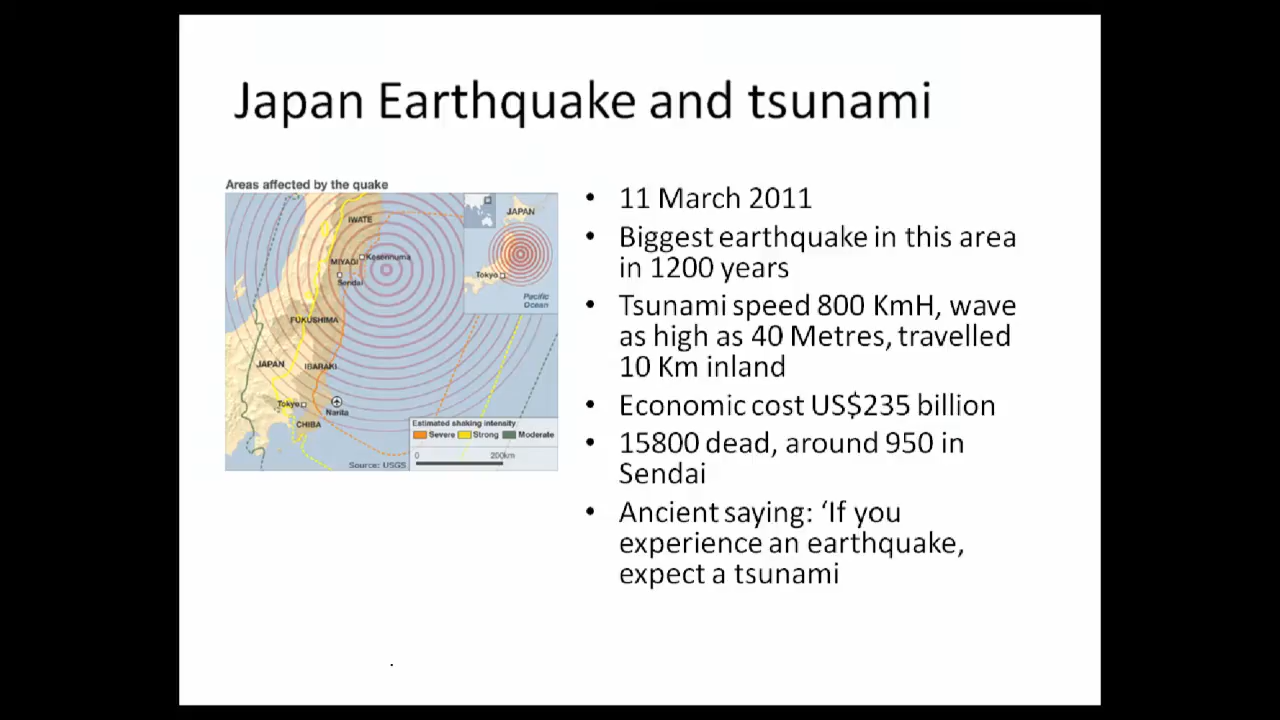 Japan Earthquake and tsunami
Areas affected by the quake
IWATE
MIYAGI
Kesennuma
Sendai
FUKUSHIMA
JAPAN
IBARAKI
Tokyo
Narita
CHIBA
JAPAN
Tokyo
Pacific
Ocean
Estimated shaking intensity
Severe Strong Moderate
0 200km
Source: USGS
• 11 March 2011
• Biggest earthquake in this area
in 1200 years
• Tsunami speed 800 KmH, wave
as high as 40 Metres, travelled
10 Km inland
• Economic cost US$235 billion
• 15800 dead, around 950 in
Sendai
• Ancient saying: ‘If you
experience an earthquake,
expect a tsunami